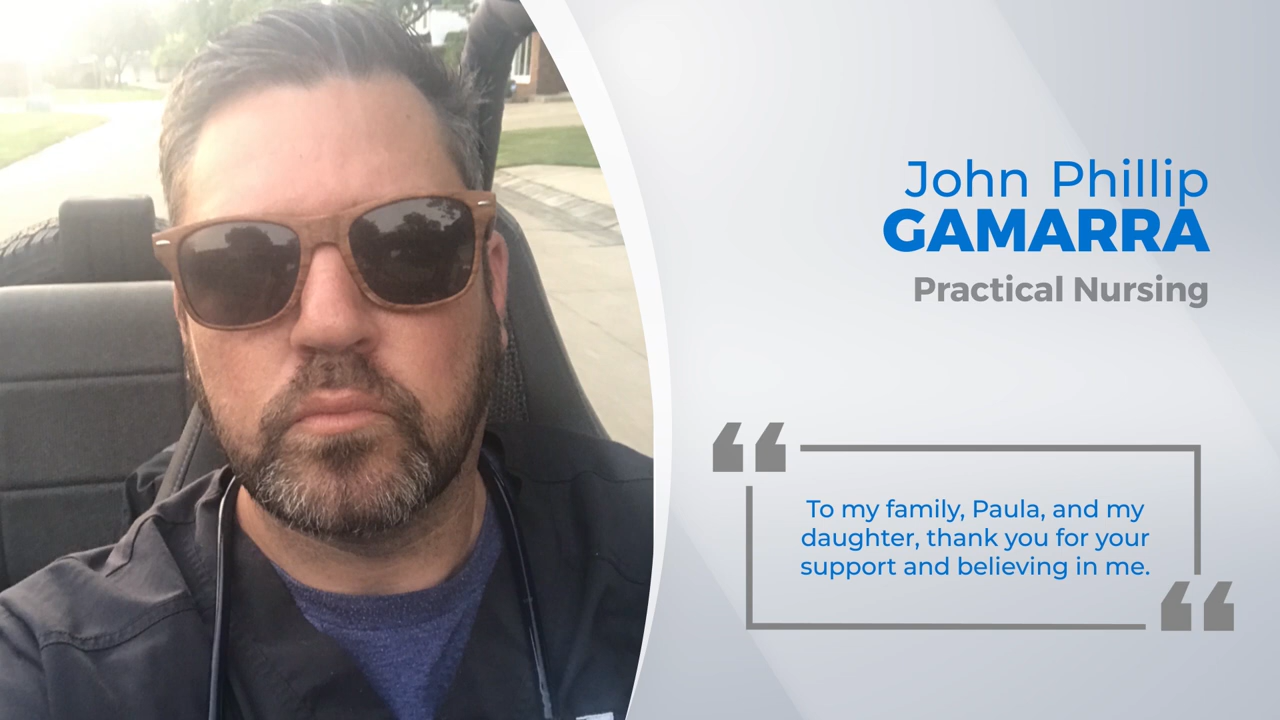 John Phillip
GAMARRA
Practical Nursing
To my family, Paula, and my
daughter, thank you for your
support and believing in me.